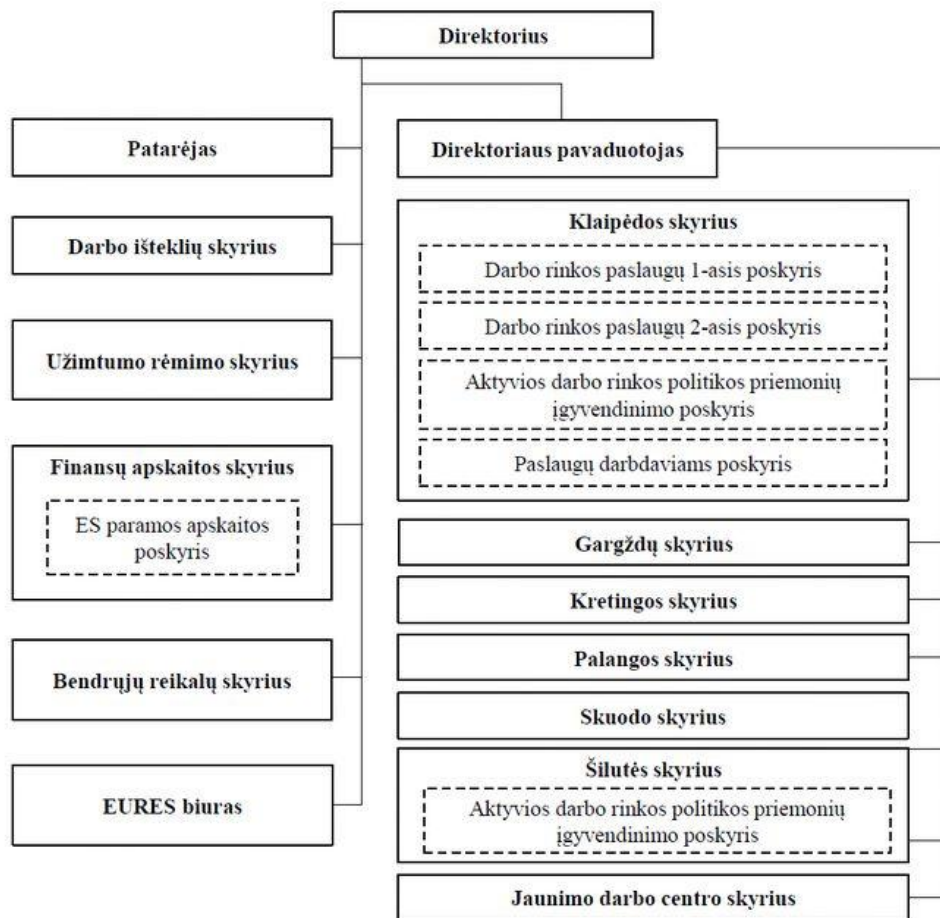 Direktorius
Patarėjas
Darbo išteklių skyrius
Užimtumo rėmimo skyrius
Finansų apskaitos skyrius
ES paramos apskaitos
poskyris
Bendrųjų reikalų skyrius
EURES biuras
Direktoriaus pavaduotojas
Klaipėdos skyrius
Darbo rinkos paslaugų 1-asis poskyris
Darbo rinkos paslaugų 2-asis poskyris
Aktyvios darbo rinkos politikos priemonių
įgyvendinimo poskyris
Paslaugų darbdaviams poskyris
Gargždų skyrius
Kretingos skyrius
Palangos skyrius
Skuodo skyrius
Šilutės skyrius
Aktyvios darbo rinkos politikos priemonių
įgyvendinimo poskyris
Jaunimo darbo centro skyrius